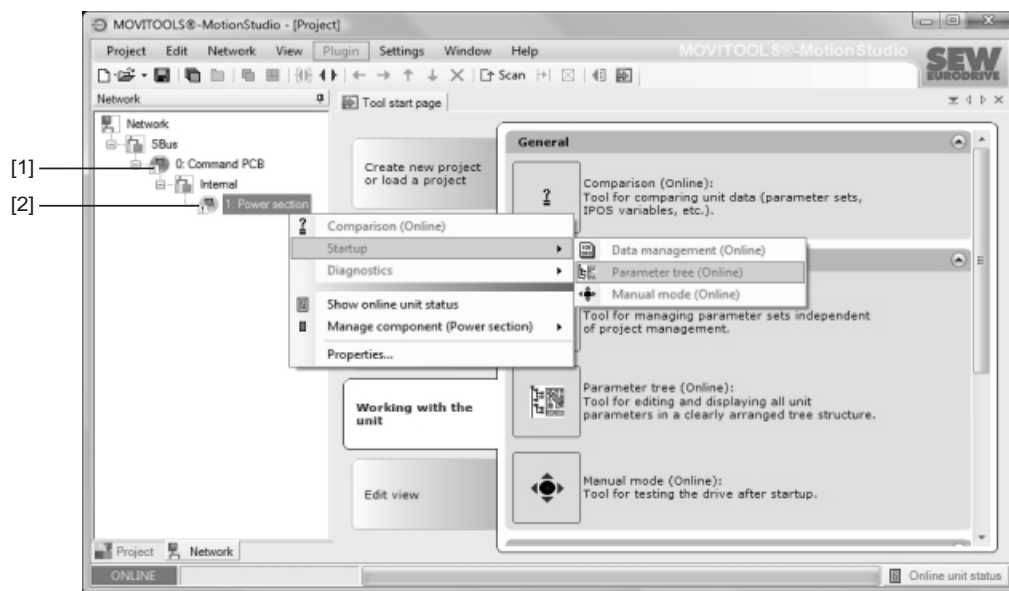 MOVITOOLS®-MotionStudio - [Project]
Project Edit Network View Plugin Settings Window Help
MOVITOOLS®-MotionStudio
SEW
EURODRIVE
Scan
Network
Tool start page
Network
SBus
[1]
0: Command PCB
Internal
[2]
1: Power section
Comparison (Online)
Startup
Diagnostics
Show online unit status
Manage component (Power section)
Properties...
Data management (Online)
Parameter tree (Online)
Manual mode (Online)
Create new project
or load a project
Working with the
unit
Edit view
General
Comparison (Online):
Tool for comparing unit data (parameter sets,
IPOS variables, etc.).
Tool for managing parameter sets independent
of project management.
Parameter tree (Online):
Tool for editing and displaying all unit
parameters in a clearly arranged tree structure.
Manual mode (Online):
Tool for testing the drive after startup.
Project Network
ONLINE
Online unit status